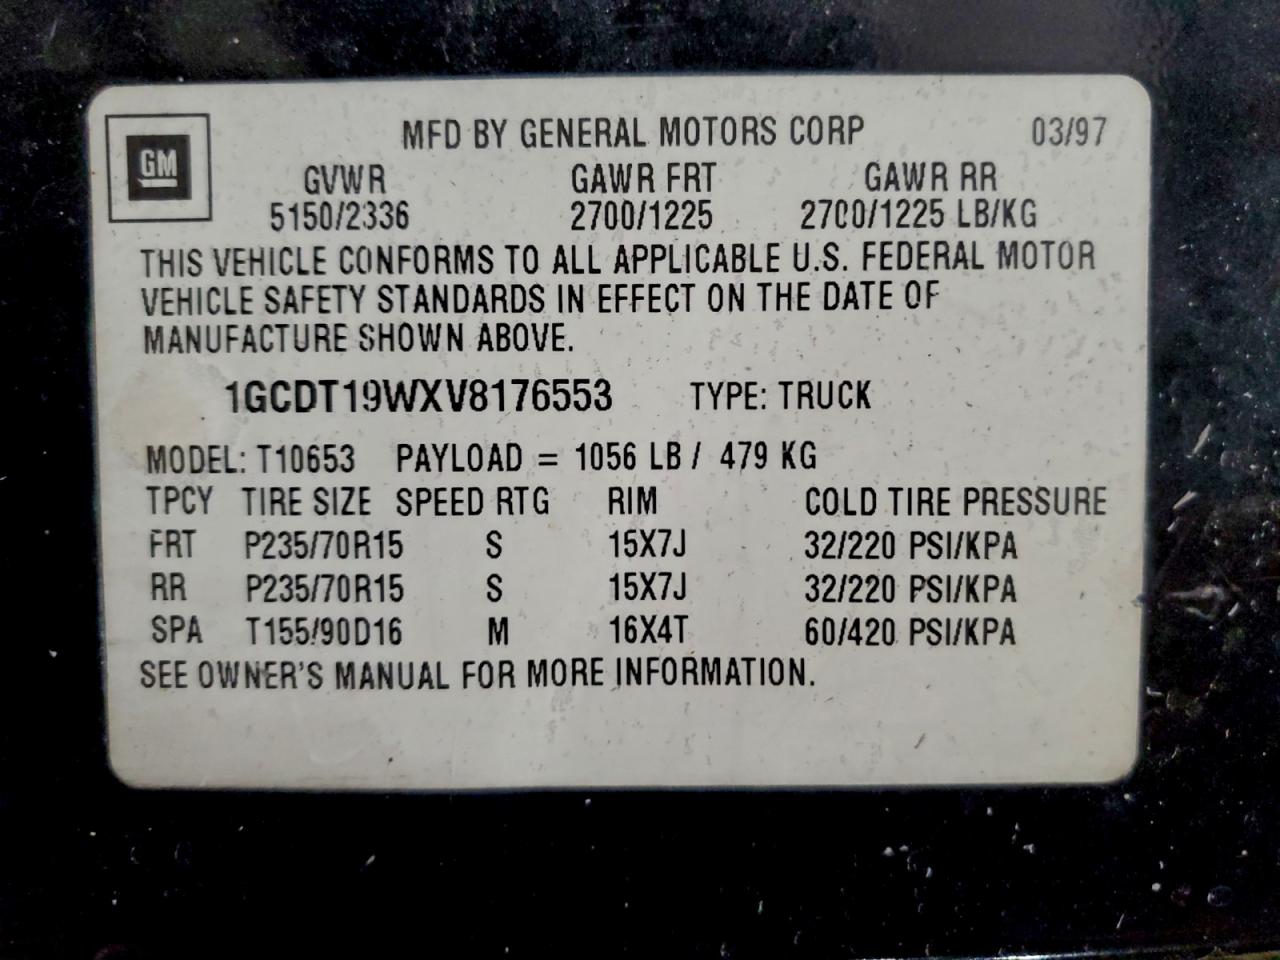 GM
MFD BY GENERAL MOTORS CORP 03/97
GVWR GAWR FRT GAWR RR
5150/2336 2700/1225 2700/1225 LB/KG
THIS VEHICLE CONFORMS TO ALL APPLICABLE U.S. FEDERAL MOTOR
VEHICLE SAFETY STANDARDS IN EFFECT ON THE DATE OF
MANUFACTURE SHOWN ABOVE.
1GCDT19WXV8176553 TYPE: TRUCK
MODEL: T10653 PAYLOAD = 1056 LB / 479 KG
TPCY TIRE SIZE SPEED RTG RIM COLD TIRE PRESSURE
FRT P235/70R15 S 15X7J 32/220 PSI/KPA
RR P235/70R15 S 15X7J 32/220 PSI/KPA
SPA T155/90D16 M 16X4T 60/420 PSI/KPA
SEE OWNER'S MANUAL FOR MORE INFORMATION.